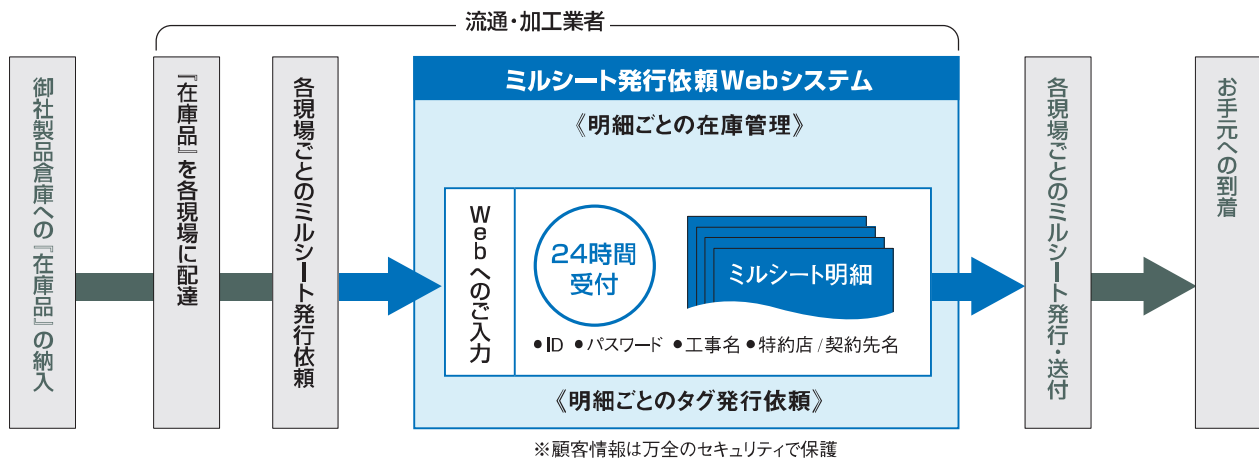 流通・加工業者
御社製品倉庫への『在庫品』の納入
『在庫品』を各現場に配達
各現場ごとのミルシート発行依頼
ミルシート発行依頼Webシステム
《明細ごとの在庫管理》
Webへのご入力
24時間
受付
ミルシート明細
●ID ●パスワード ●工事名 ●特約店/契約先名
《明細ごとのタグ発行依頼》
※顧客情報は万全のセキュリティで保護
各現場ごとのミルシート発行・送付
お手元への到着